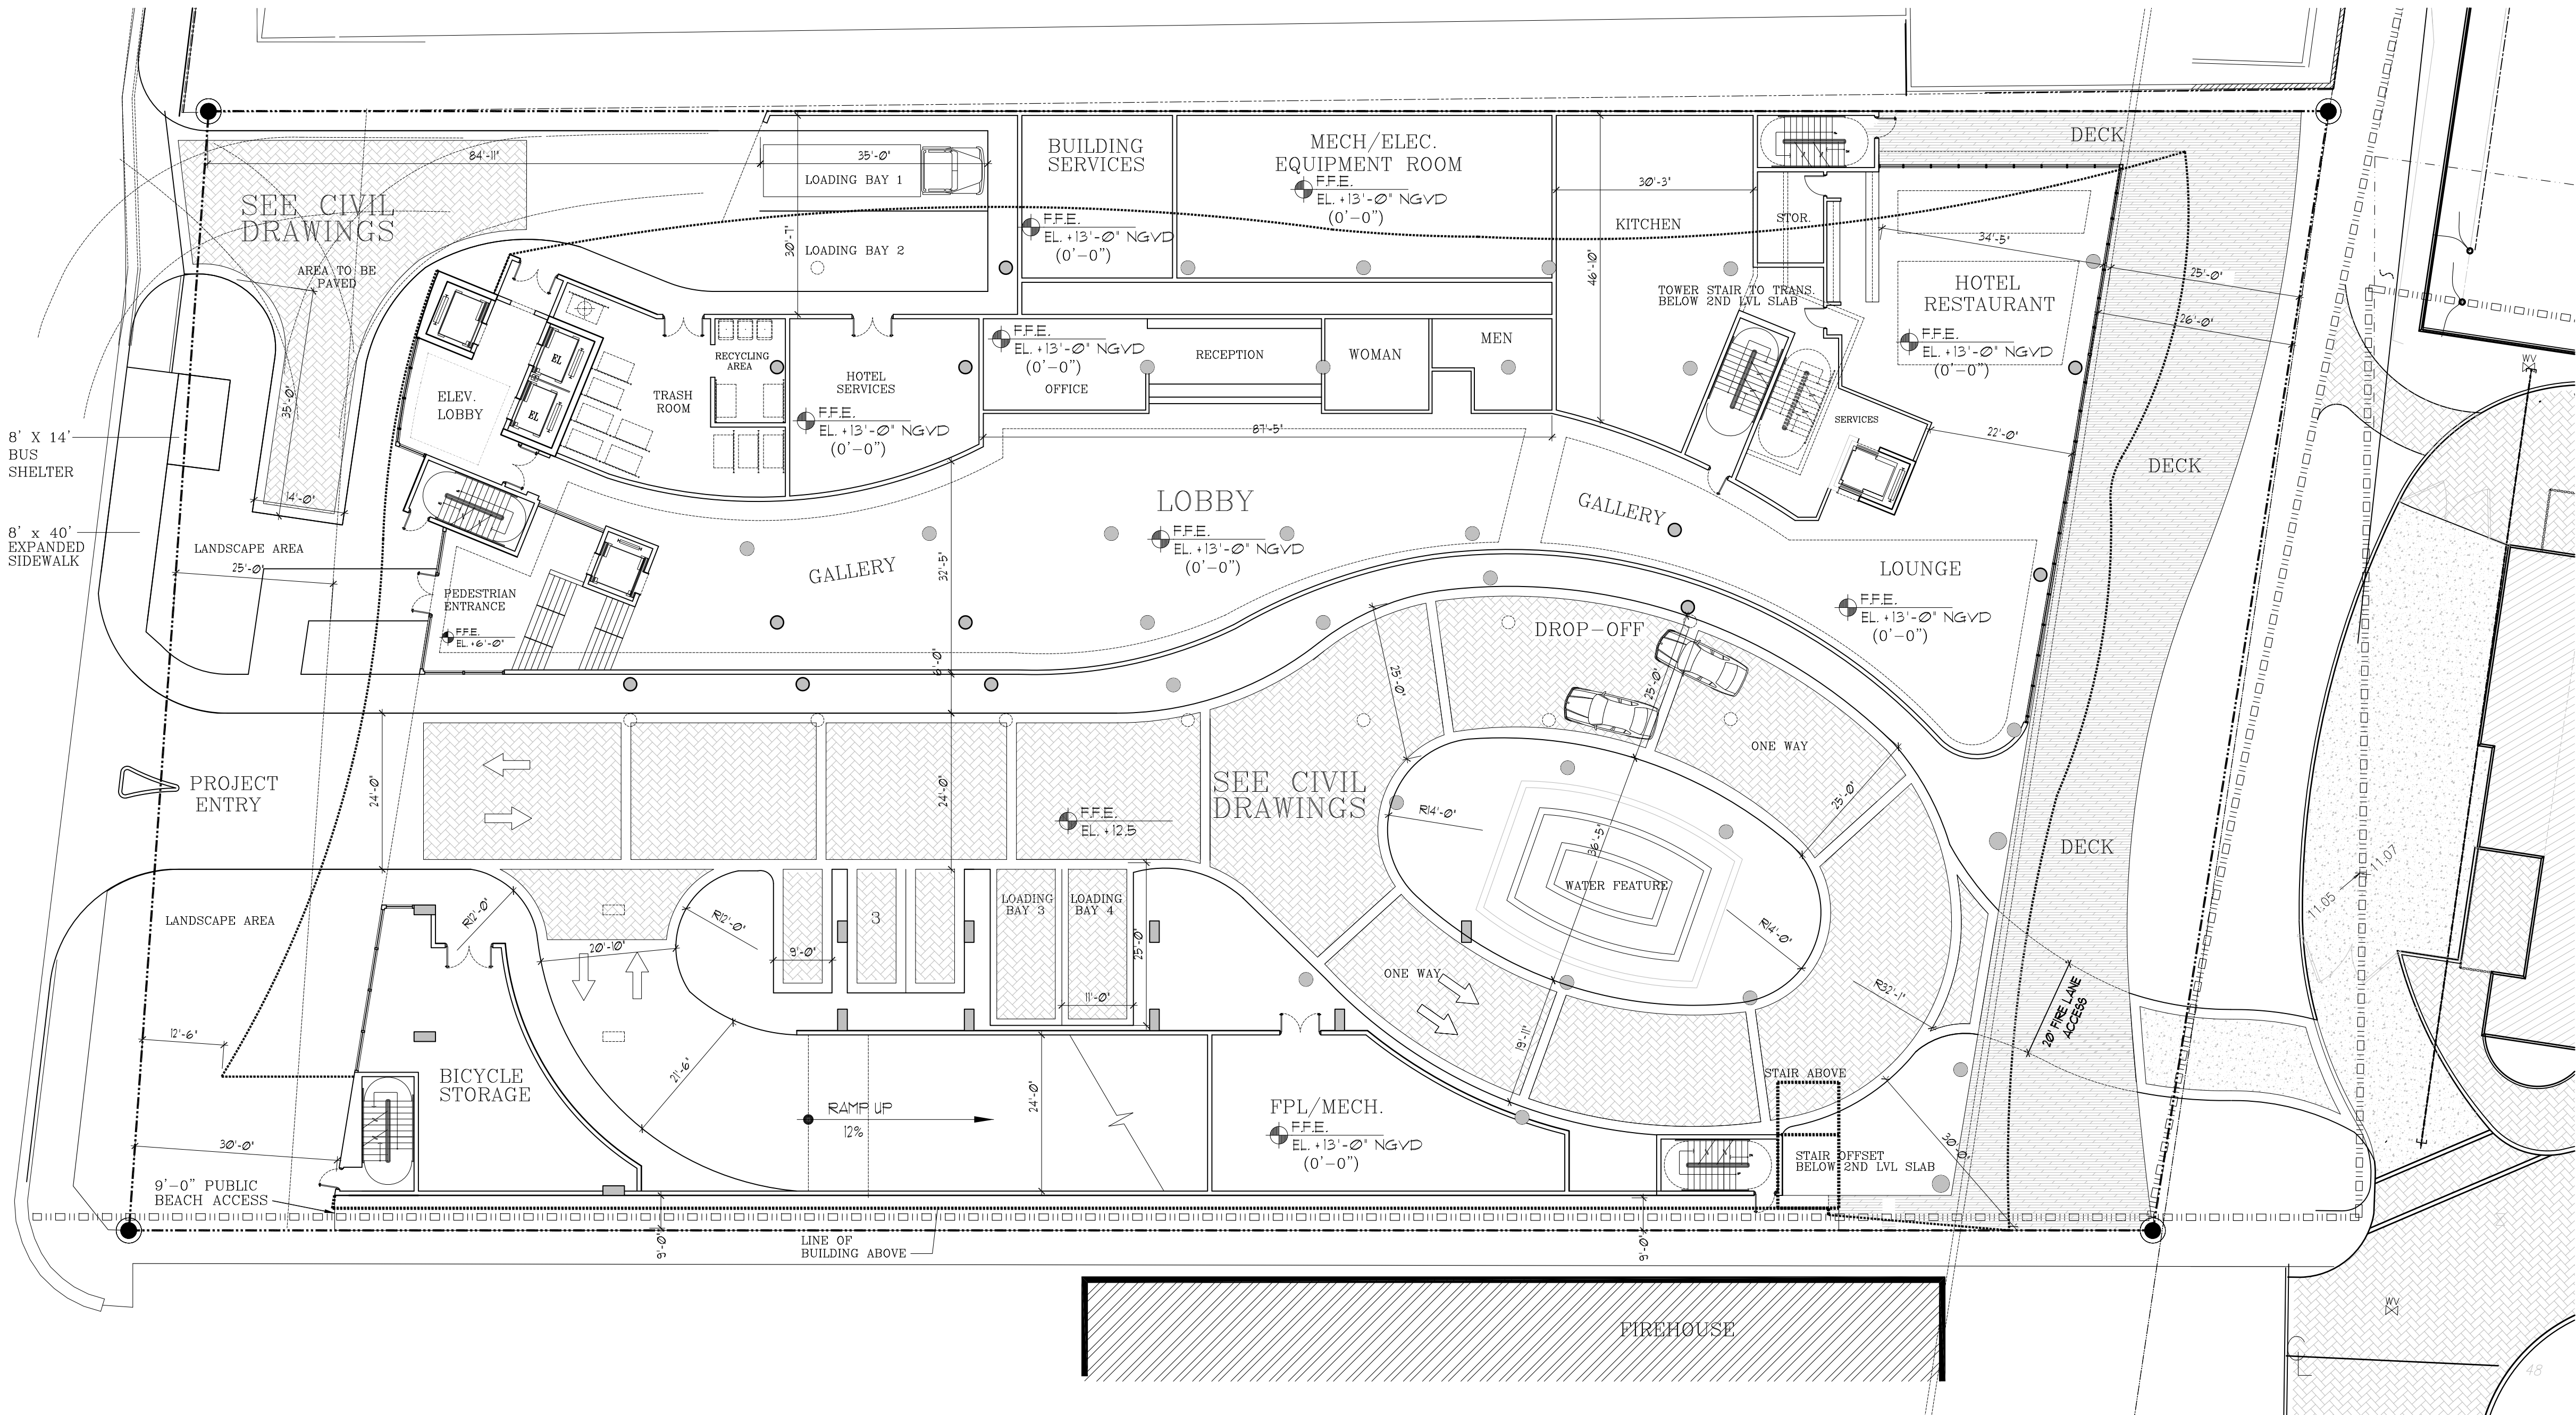 DECK
BUILDING
SERVICES
MECH/ELEC.
EQUIPMENT ROOM
F.F.E.
EL. +13'-0" NGVD
(0'-0")
84'-11"
35'-0"
LOADING BAY 1
30'-3"
SEE CIVIL
DRAWINGS
F.F.E.
EL. +13'-0" NGVD
(0'-0")
KITCHEN
STOR.
34'-5"
30'-7"
LOADING BAY 2
AREA TO BE
PAVED
46'-10"
25'-0"
HOTEL
RESTAURANT
TOWER STAIR TO TRANS.
BELOW 2ND LVL SLAB
26'-0"
F.F.E.
EL. +13'-0" NGVD
(0'-0")
F.F.E.
EL. +13'-0" NGVD
(0'-0")
OFFICE
RECEPTION
WOMAN
MEN
RECYCLING
AREA
EL
EL
ELEV.
LOBBY
TRASH
ROOM
HOTEL
SERVICES
F.F.E.
EL. +13'-0" NGVD
(0'-0")
35'-0"
WV
8' X 14'
BUS
SHELTER
87'-5"
SERVICES
22'-0"
DECK
14'-0"
LOBBY
F.F.E.
EL. +13'-0" NGVD
(0'-0")
GALLERY
8' x 40'
EXPANDED
SIDEWALK
LANDSCAPE AREA
25'-0"
GALLERY
32'-5"
LOUNGE
F.F.E.
EL. +13'-0" NGVD
(0'-0")
PEDESTRIAN
ENTRANCE
F.F.E.
EL. +6'-0"
DROP-OFF
6'-0"
25'-0"
25'-0"
ONE WAY
PROJECT
ENTRY
24'-0"
24'-0"
F.F.E.
EL. +12.5
SEE CIVIL
DRAWINGS
R14'-0"
25'-0"
36'-5"
WATER FEATURE
DECK
11.05
11.07
LANDSCAPE AREA
R12'-0"
R12'-0"
20'-10"
9'-0"
3
LOADING
BAY 3
LOADING
BAY 4
25'-0"
11'-0"
R14'-0"
ONE WAY
R32'-1"
20' FIRE LANE
ACCESS
12'-6"
19'-11"
21'-6"
BICYCLE
STORAGE
RAMP UP
12%
24'-0"
FPL/MECH.
F.F.E.
EL. +13'-0" NGVD
(0'-0")
STAIR ABOVE
STAIR OFFSET
BELOW 2ND LVL SLAB
30'-0"
30'-0"
9'-0" PUBLIC
BEACH ACCESS
LINE OF
BUILDING ABOVE
9'-0"
9'-0"
WV
FIREHOUSE
48